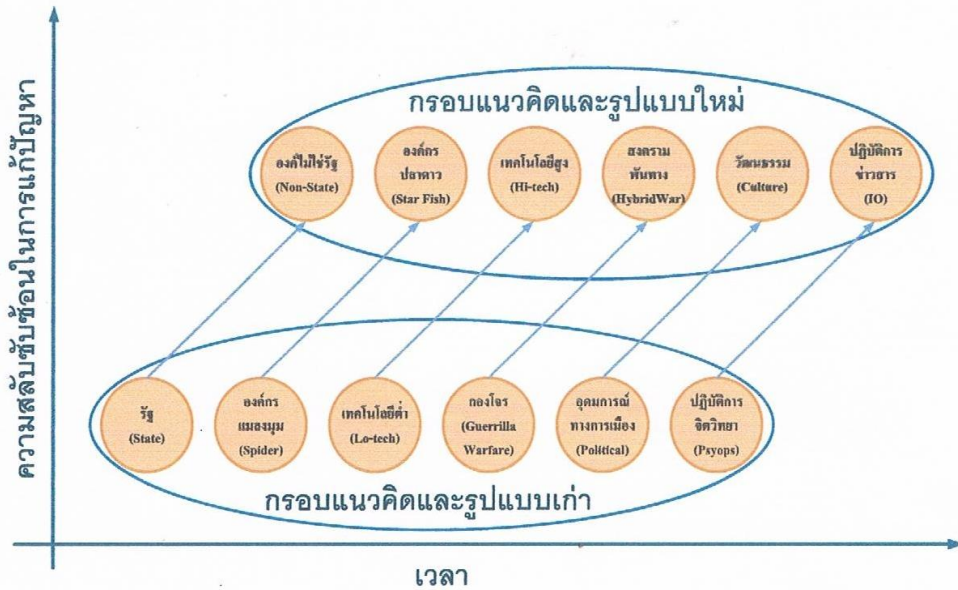 ความสลับซับซ้อนในการแก้ปัญหา
กรอบแนวคิดและรูปแบบใหม่
องค์ไม่ใช่รัฐ
(Non-State)
องค์กร
ปลาดาว
(Star Fish)
เทคโนโลยีสูง
(Hi-tech)
สงคราม
พันทาง
(HybridWar)
วัฒนธรรม
(Culture)
ปฏิบัติการ
ข่าวสาร
(IO)
รัฐ
(State)
องค์กร
แมลงมุม
(Spider)
เทคโนโลยีต่ำ
(Lo-tech)
กองโจร
(Guerrilla
Warfare)
อุดมการณ์
ทางการเมือง
(Political)
ปฏิบัติการ
จิตวิทยา
(Psyops)
กรอบแนวคิดและรูปแบบเก่า
เวลา